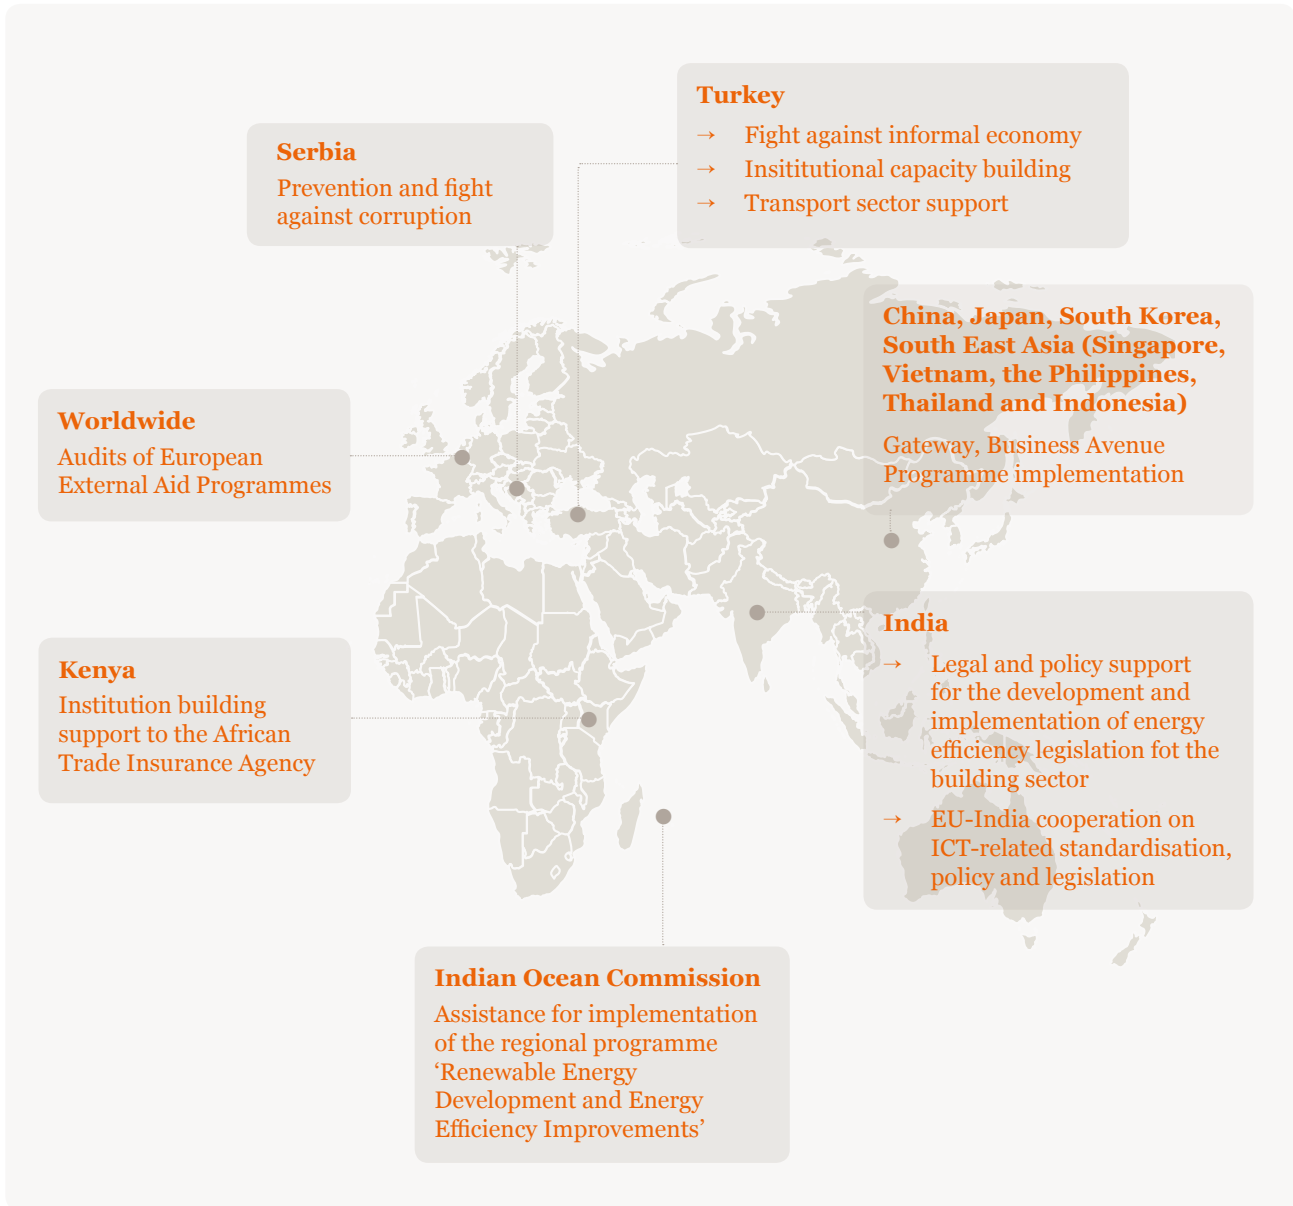 Turkey
→ Fight against informal economy
→ Insititutional capacity building
→ Transport sector support
Serbia
Prevention and fight
against corruption
China, Japan, South Korea,
South East Asia (Singapore,
Vietnam, the Philippines,
Thailand and Indonesia)
Gateway, Business Avenue
Programme implementation
Worldwide
Audits of European
External Aid Programmes
India
→ Legal and policy support
for the development and
implementation of energy
efficiency legislation fot the
building sector
→ EU-India cooperation on
ICT-related standardisation,
policy and legislation
Kenya
Institution building
support to the African
Trade Insurance Agency
Indian Ocean Commission
Assistance for implementation
of the regional programme
‘Renewable Energy
Development and Energy
Efficiency Improvements’